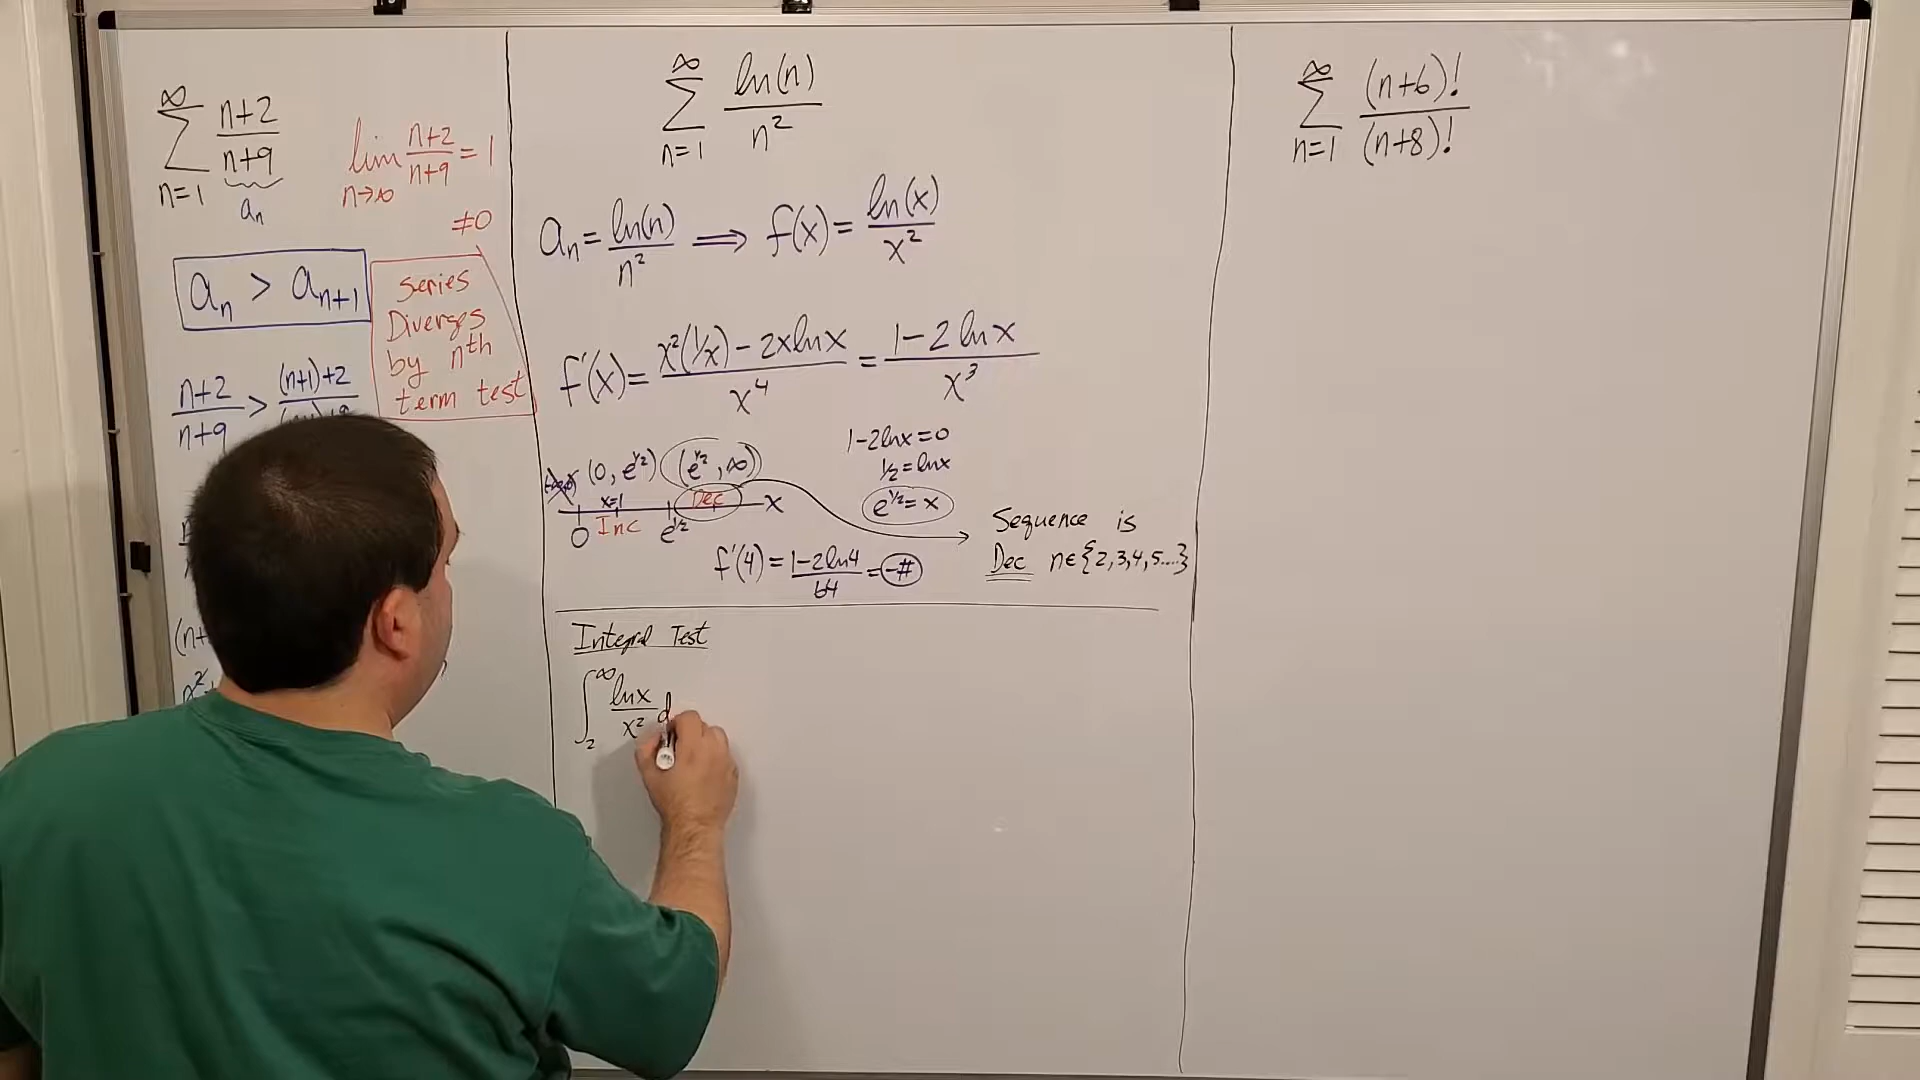 ∞
∑ n+2/n+9
n=1
aₙ
lim n+2/n+9 = 1
n→∞
≠0
aₙ > aₙ₊₁
Series
Diverges
by nᵗʰ
term test
n+2/n+9 > (n+1)+2
∞
∑ ln(n)/n²
n=1
aₙ = ln(n)/n² ⟹ f(x) = ln(x)/x²
f'(x) = x²(1/x) − 2x lnx / x⁴ = 1 − 2 lnx / x³
1−2lnx=0
½=lnx
e^½ = x
(0, e^½) (e^½, ∞)
x=1 Dec x
0 Inc e^½
f'(4) = 1−2ln4/64 = −#
Sequence is
Dec n∈{2,3,4,5....}
Integral Test
∫₂^∞ lnx/x² d
∞
∑ (n+6)!/(n+8)!
n=1